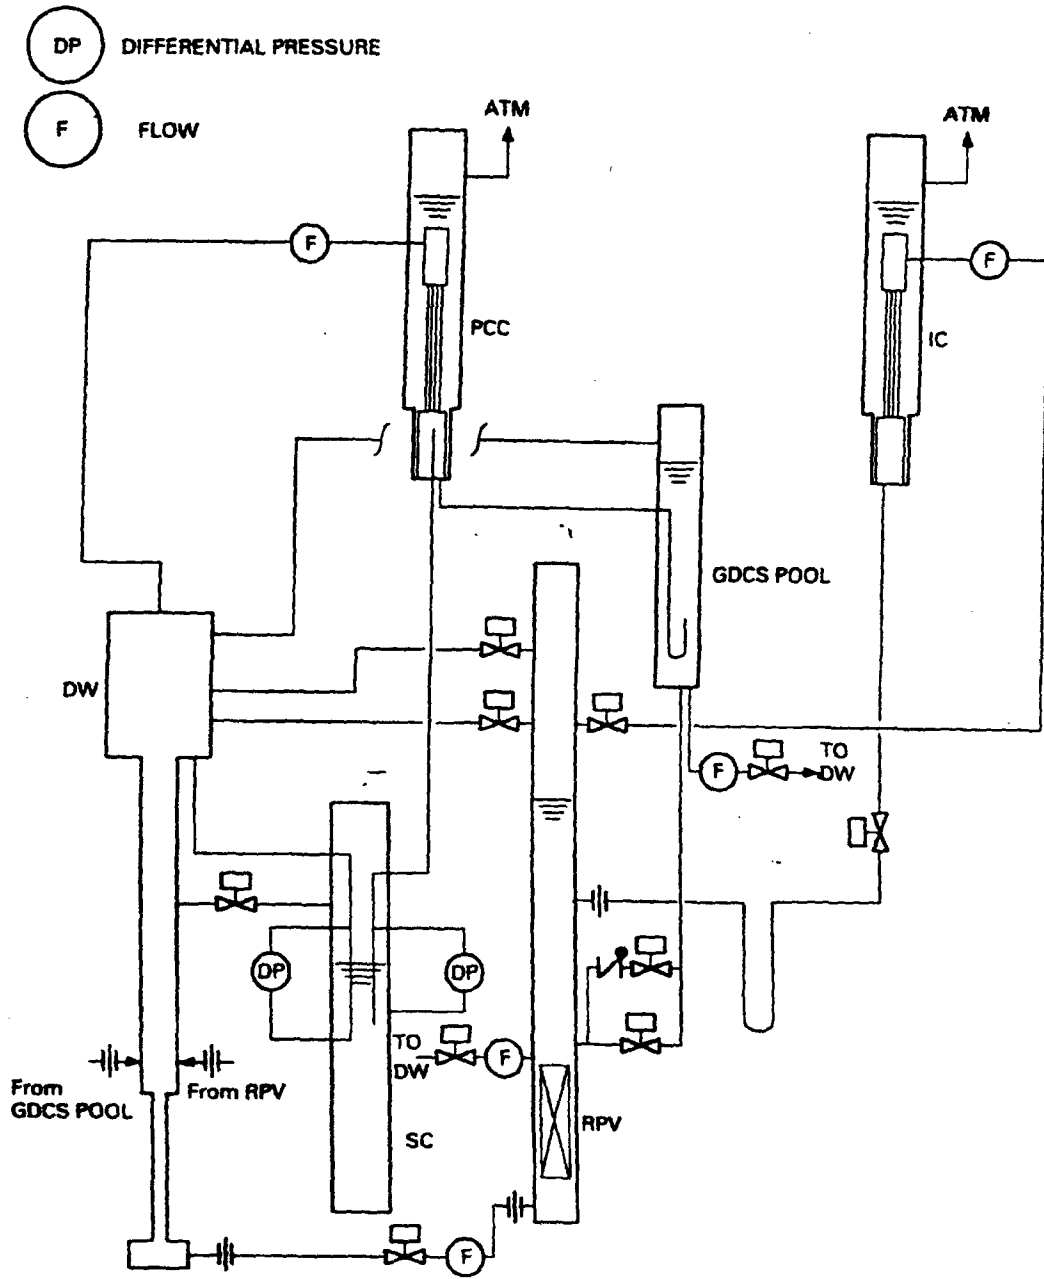 DP DIFFERENTIAL PRESSURE
F FLOW
ATM
ATM
F
F
PCC
IC
GDCS POOL
DW
F
TO
DW
DP
DP
TO
DW
F
From
GDCS POOL
From RPV
RPV
SC
F